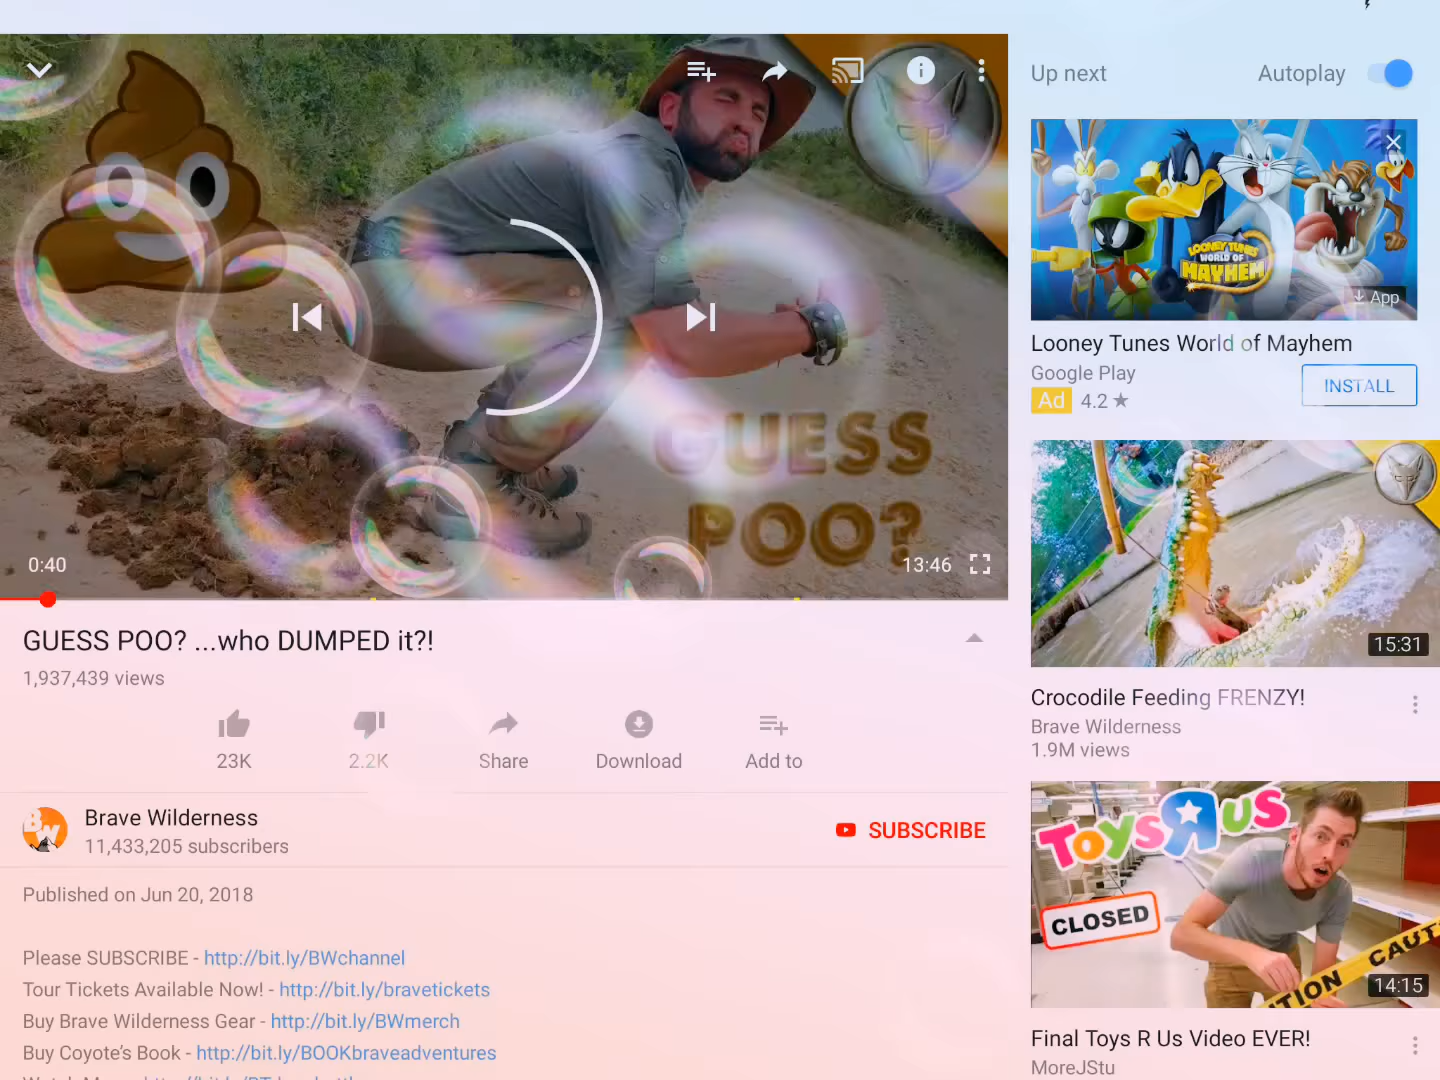 Up next
Autoplay
LOONEY TUNES
WORLD OF
MAYHEM
App
Looney Tunes World of Mayhem
Google Play
Ad 4.2 ★
INSTALL
GUESS
POO?
0:40
13:46
GUESS POO? ...who DUMPED it?!
1,937,439 views
23K
2.2K
Share
Download
Add to
BW
Brave Wilderness
11,433,205 subscribers
SUBSCRIBE
Published on Jun 20, 2018
Please SUBSCRIBE - http://bit.ly/BWchannel
Tour Tickets Available Now! - http://bit.ly/bravetickets
Buy Brave Wilderness Gear - http://bit.ly/BWmerch
Buy Coyote's Book - http://bit.ly/BOOKbraveadventures
15:31
Crocodile Feeding FRENZY!
Brave Wilderness
1.9M views
TOYS R US
CLOSED
CAUT
TION
14:15
Final Toys R Us Video EVER!
MoreJStu